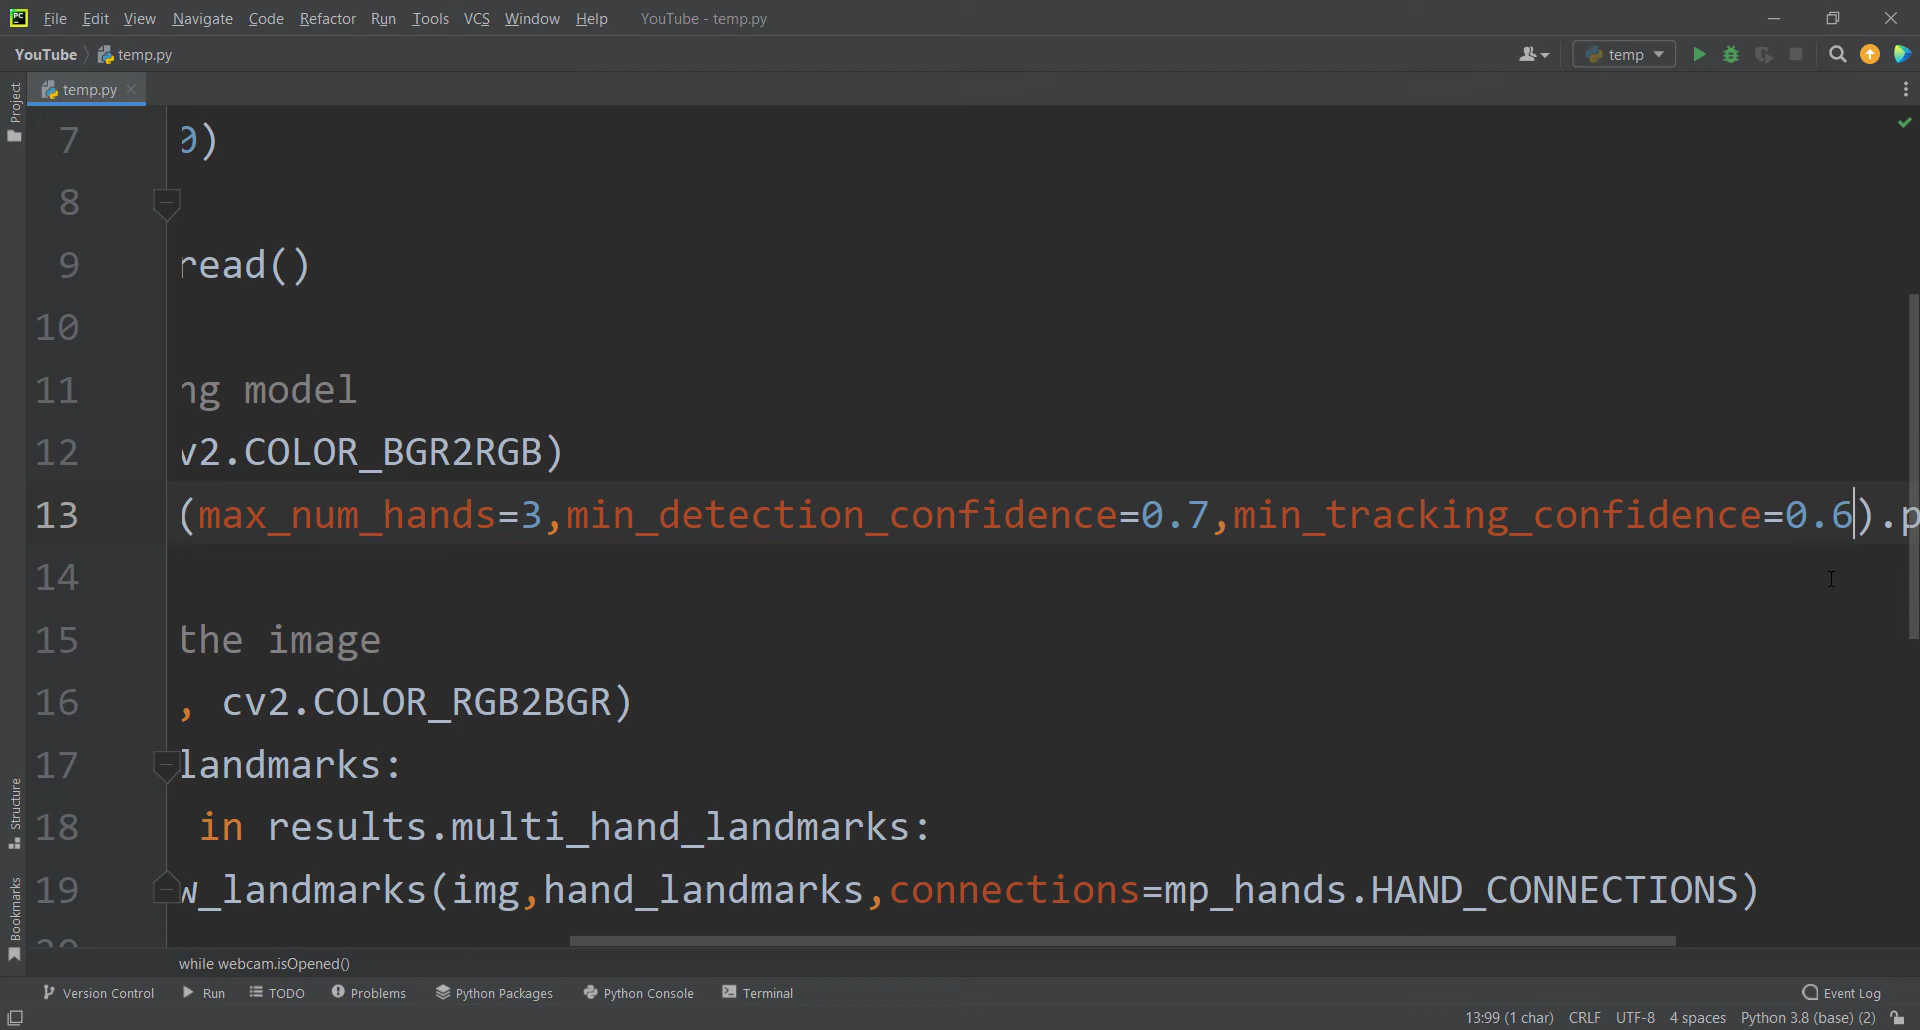 PC File Edit View Navigate Code Refactor Run Tools VCS Window Help YouTube - temp.py
YouTube temp.py temp
Project temp.py
7 0)
8
9 read()
10
11 ng model
12 v2.COLOR_BGR2RGB)
13 (max_num_hands=3,min_detection_confidence=0.7,min_tracking_confidence=0.6).p
14
15 the image
16 , cv2.COLOR_RGB2BGR)
17 landmarks:
18 in results.multi_hand_landmarks:
19 w_landmarks(img,hand_landmarks,connections=mp_hands.HAND_CONNECTIONS)
20
Structure
Bookmarks
while webcam.isOpened()
Version Control Run TODO Problems Python Packages Python Console Terminal Event Log
13:99 (1 char) CRLF UTF-8 4 spaces Python 3.8 (base) (2)